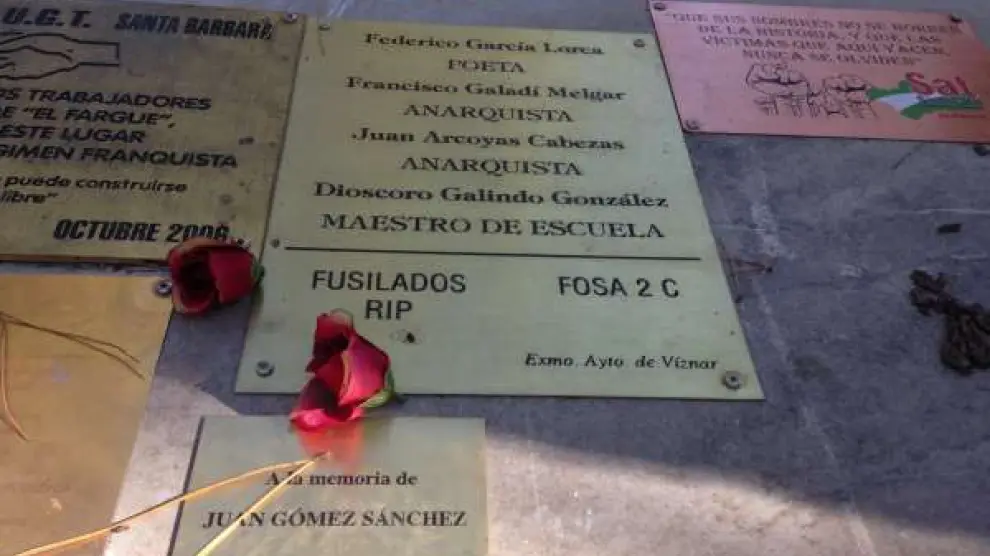 U.G.T. SANTA BARBARA
OS TRABAJADORES
DE "EL FARGUE",
ESTE LUGAR
GIMEN FRANQUISTA
puede construirse
libre"
OCTUBRE 2006
Federico García Lorca
POETA
Francisco Galadí Melgar
ANARQUISTA
Juan Arcoyas Cabezas
ANARQUISTA
Dioscoro Galindo González
MAESTRO DE ESCUELA
FUSILADOS FOSA 2 C
RIP
Exmo. Ayto. de Víznar
"QUE SUS NOMBRES NO SE BORREN
DE LA HISTORIA, Y QUE LAS
VÍCTIMAS QUE AQUÍ YACEN,
NUNCA SE OLVIDEN"
Sat
A la memoria de
JUAN GÓMEZ SÁNCHEZ